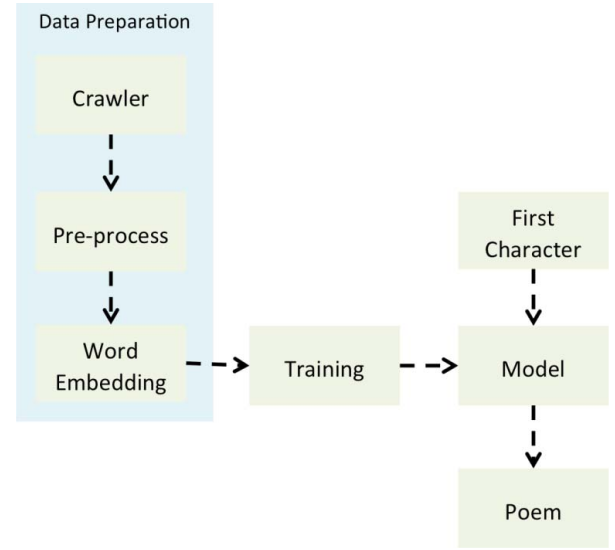 Data Preparation
Crawler
Pre-process
Word
Embedding
Training
First
Character
Model
Poem